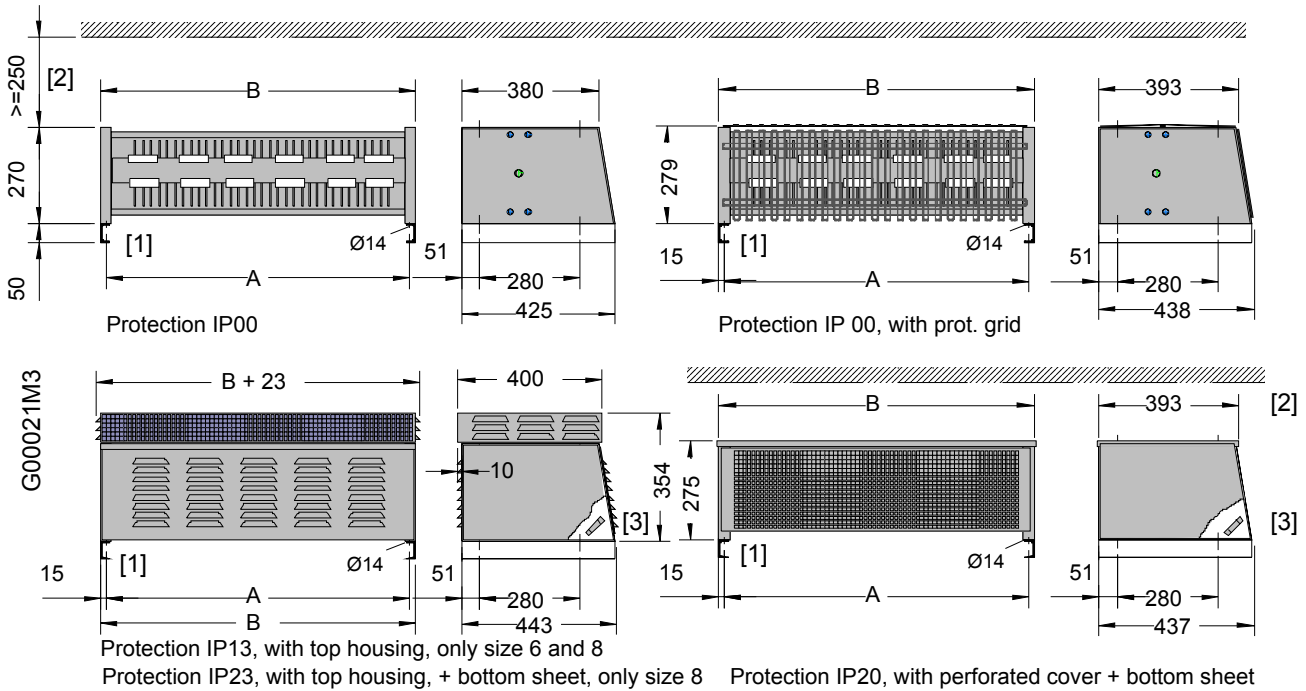 >=250
[2]
B
380
B
393
270
279
[1]
Ø14
51
15
[1]
Ø14
51
50
A
280
425
A
280
438
Protection IP00
Protection IP 00, with prot. grid
G00021M3
B + 23
400
B
393
[2]
10
354
275
[3]
[3]
[1]
Ø14
[1]
Ø14
15
A
51
280
15
A
51
280
B
443
437
Protection IP13, with top housing, only size 6 and 8
Protection IP23, with top housing, + bottom sheet, only size 8
Protection IP20, with perforated cover + bottom sheet